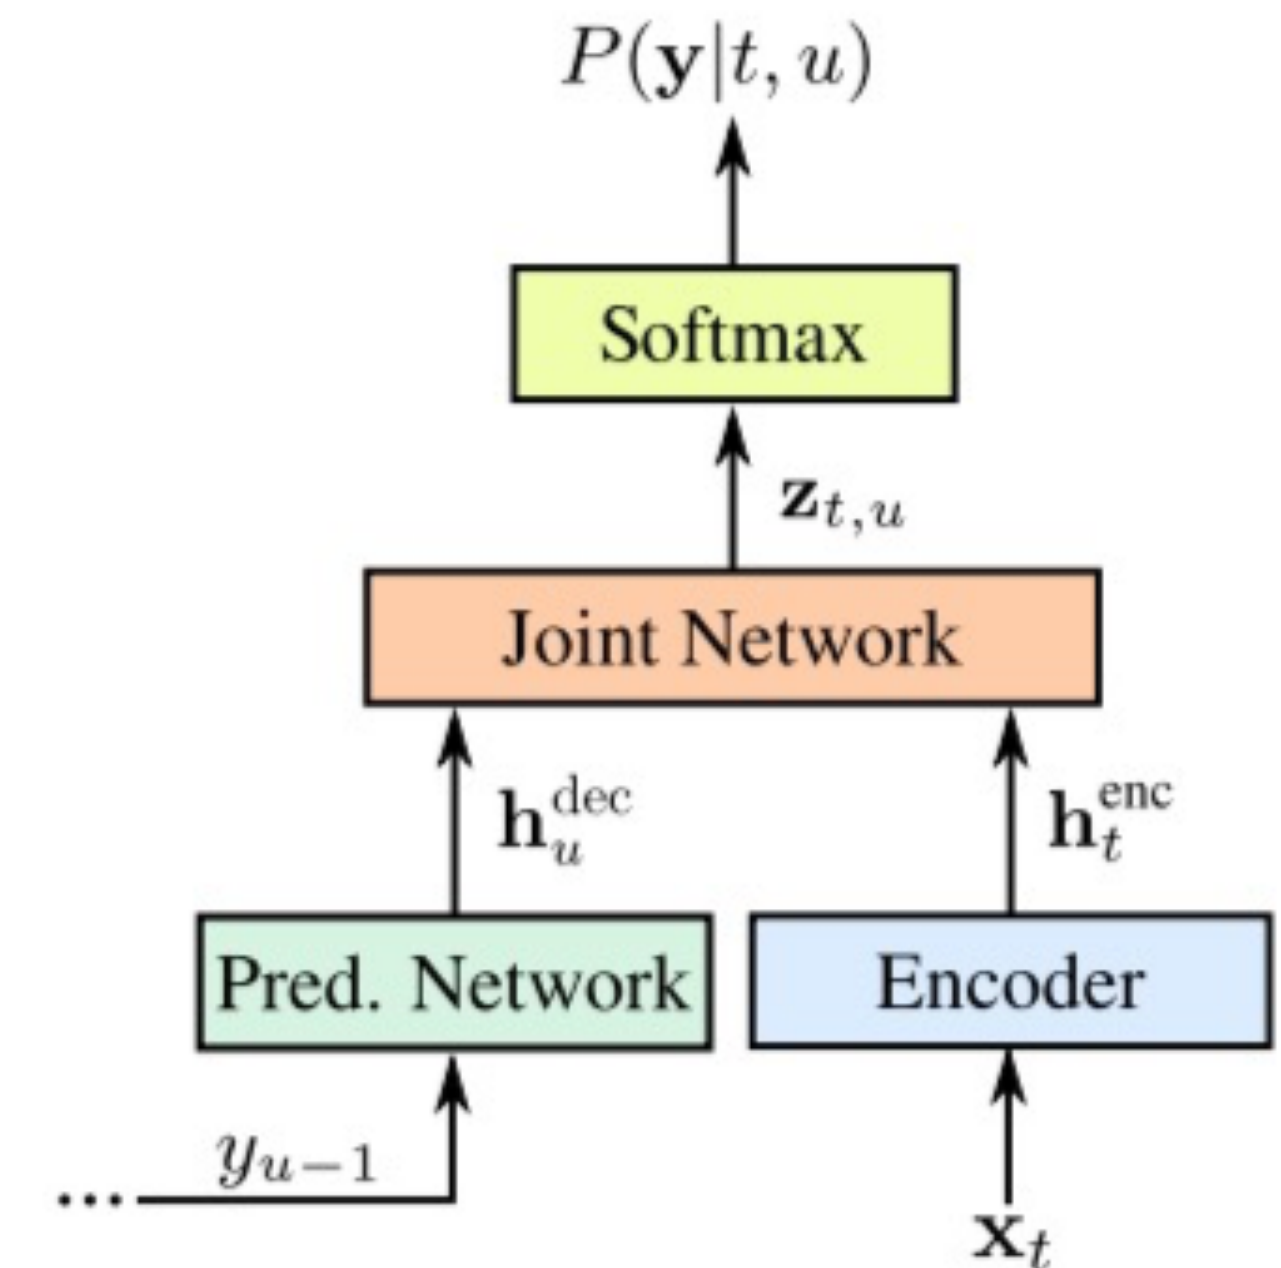 P(y|t, u)
Softmax
z_{t,u}
Joint Network
h_u^{dec} h_t^{enc}
Pred. Network Encoder
y_{u-1}
...
x_t